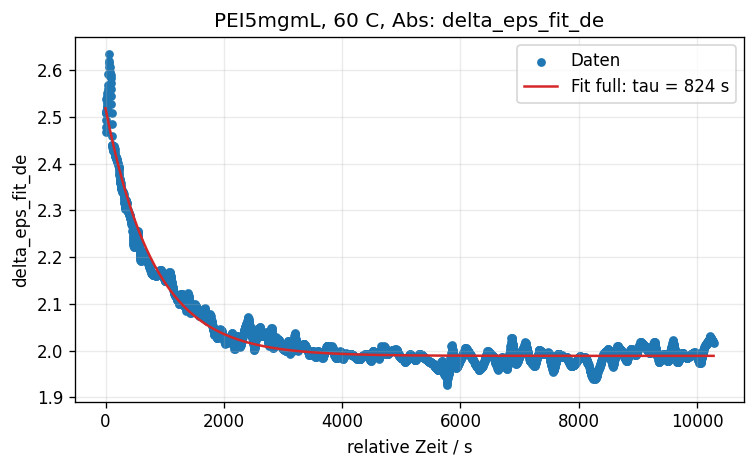 PEI5mgmL, 60 C, Abs: delta_eps_fit_de
Daten
Fit full: tau = 824 s
delta_eps_fit_de
2.6
2.5
2.4
2.3
2.2
2.1
2.0
1.9
0 2000 4000 6000 8000 10000
relative Zeit / s